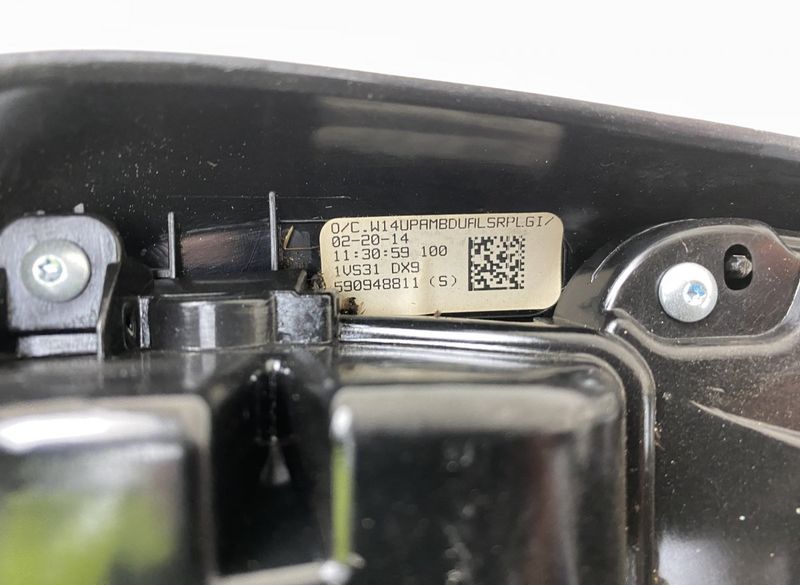 O/C.W14UPAMBDUALSRPLGI/
02-20-14
11:30:59 100
1VS31 DX9
590948811 (S)